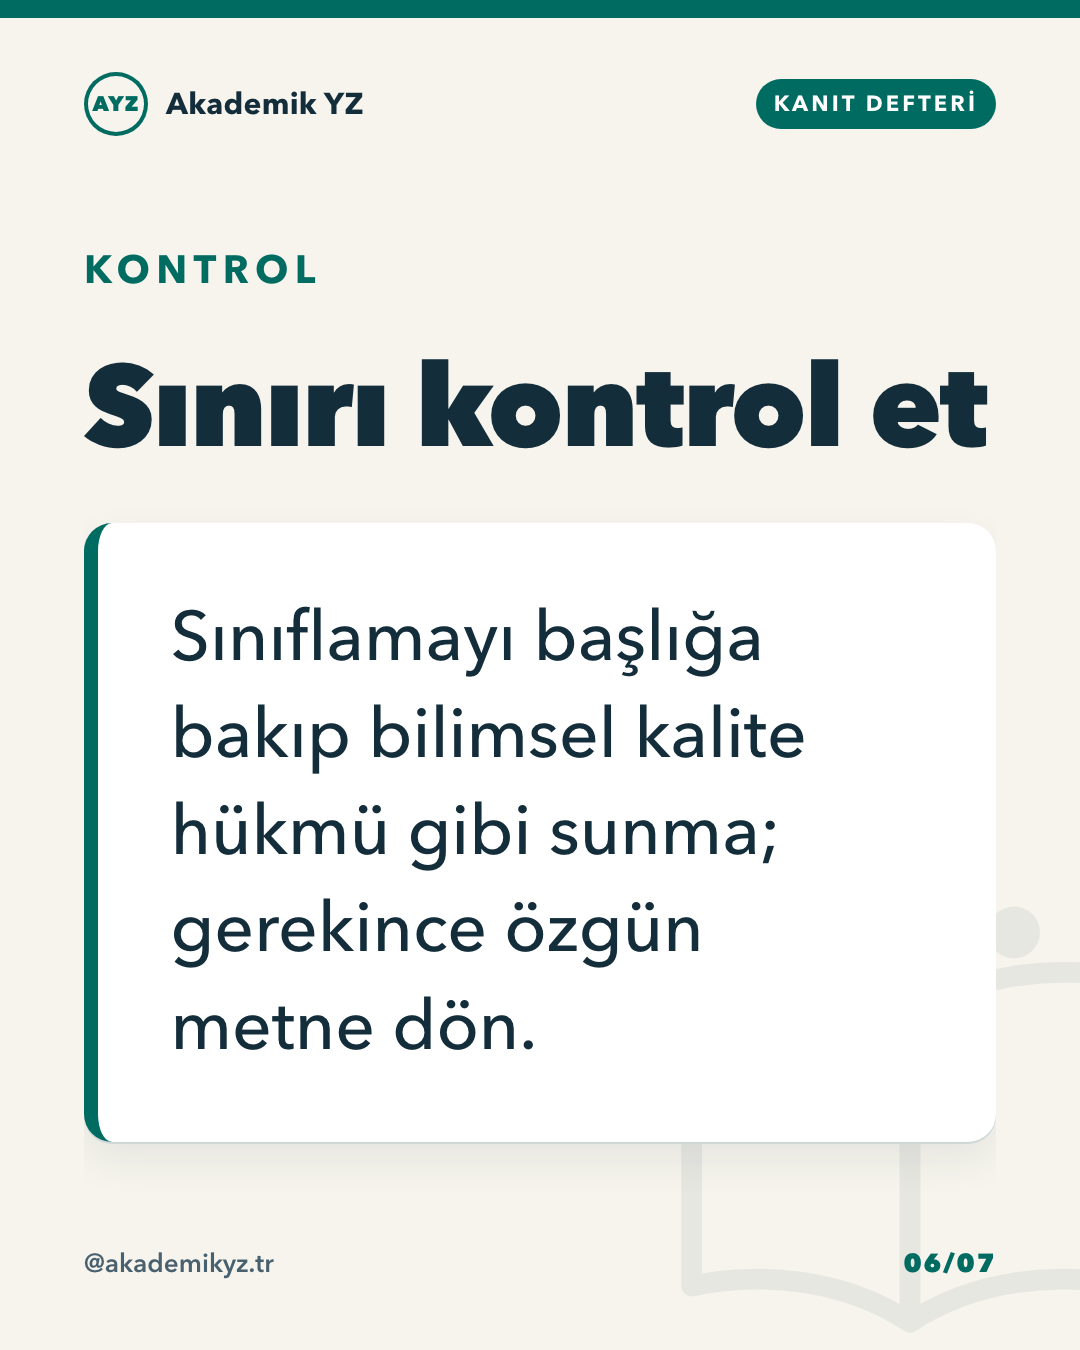 AYZ Akademik YZ
KANIT DEFTERİ
KONTROL
Sınırı kontrol et
Sınıflamayı başlığa
bakıp bilimsel kalite
hükmü gibi sunma;
gerekince özgün
metne dön.
@akademikyz.tr
06/07